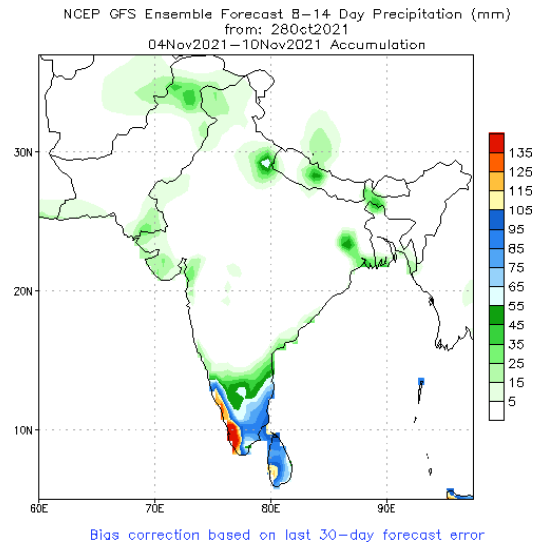 NCEP GFS Ensemble Forecast 8-14 Day Precipitation (mm)
from: 28Oct2021
04Nov2021-10Nov2021 Accumulation
30N
20N
10N
60E 70E 80E 90E
135
125
115
105
95
85
75
65
55
45
35
25
15
5
Bias correction based on last 30-day forecast error